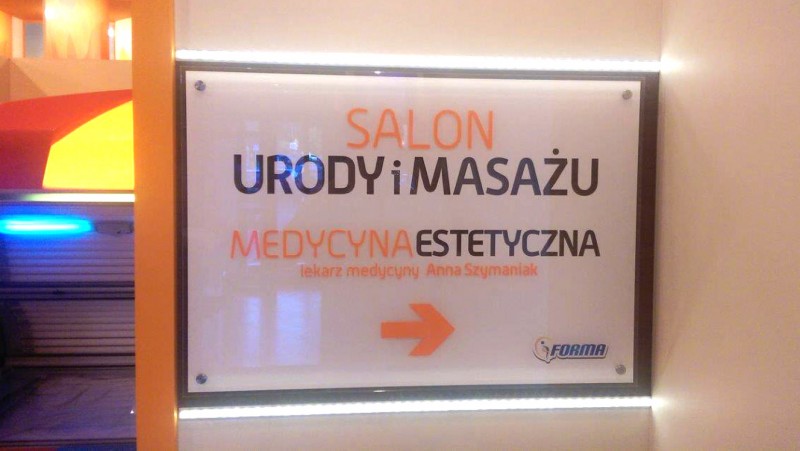 SALON
URODY i MASAŻU
MEDYCYNA ESTETYCZNA
lekarz medycyny Anna Szymaniak
FORMA